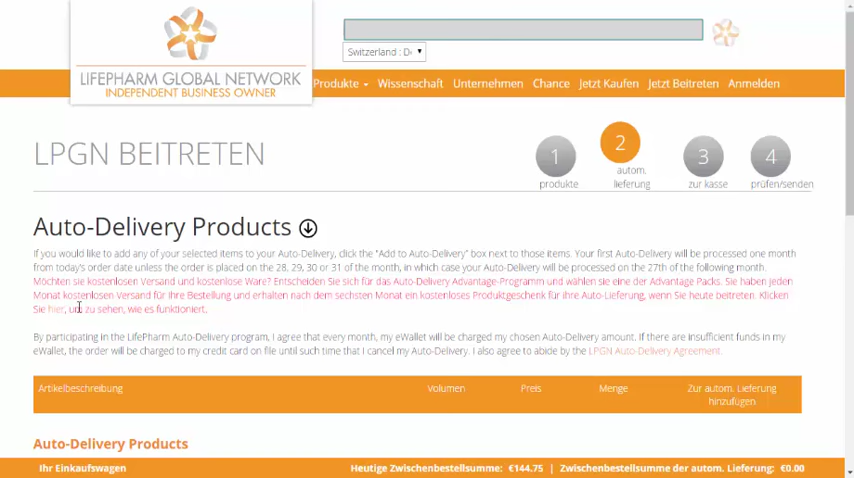 LIFEPHARM GLOBAL NETWORK
INDEPENDENT BUSINESS OWNER
Switzerland : D
Produkte Wissenschaft Unternehmen Chance Jetzt Kaufen Jetzt Beitreten Anmelden
LPGN BEITRETEN
1 2 3 4
produkte autom. lieferung zur kasse prüfen/senden
Auto-Delivery Products
If you would like to add any of your selected items to your Auto-Delivery, click the "Add to Auto-Delivery" box next to those items. Your first Auto-Delivery will be processed one month
from today's order date unless the order is placed on the 28, 29, 30 or 31 of the month, in which case your Auto-Delivery will be processed on the 27th of the following month.
Möchten sie kostenlosen Versand und kostenlose Ware? Entscheiden Sie sich für das Auto-Delivery Advantage-Programm und wählen sie eine der Advantage Packs. Sie haben jeden
Monat kostenlosen Versand für Ihre Bestellung und erhalten nach dem sechsten Monat ein kostenloses Produktgeschenk für ihre Auto-Lieferung, wenn Sie heute beitreten. Klicken
Sie hier, um zu sehen, wie es funktioniert.
By participating in the LifePharm Auto-Delivery program, I agree that every month, my eWallet will be charged my chosen Auto-Delivery amount. If there are insufficient funds in my
eWallet, the order will be charged to my credit card on file until such time that I cancel my Auto-Delivery. I also agree to abide by the LPGN Auto-Delivery Agreement.
Artikelbeschreibung Volumen Preis Menge Zur autom. Lieferung
hinzufügen
Auto-Delivery Products
Ihr Einkaufswagen Heutige Zwischenbestellsumme: €144.75 | Zwischenbestellsumme der autom. Lieferung: €0.00